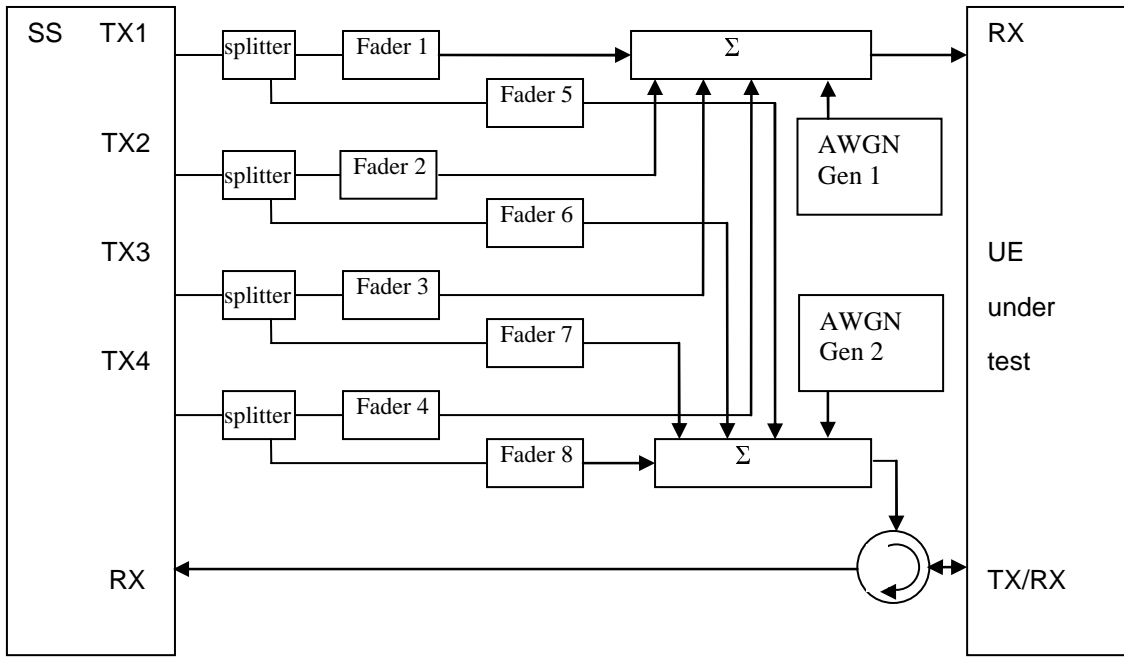 SS TX1
splitter
Fader 1
Σ
RX
Fader 5
TX2
splitter
Fader 2
AWGN
Gen 1
Fader 6
TX3
splitter
Fader 3
UE
under
test
AWGN
Gen 2
Fader 7
TX4
splitter
Fader 4
Fader 8
Σ
RX
TX/RX